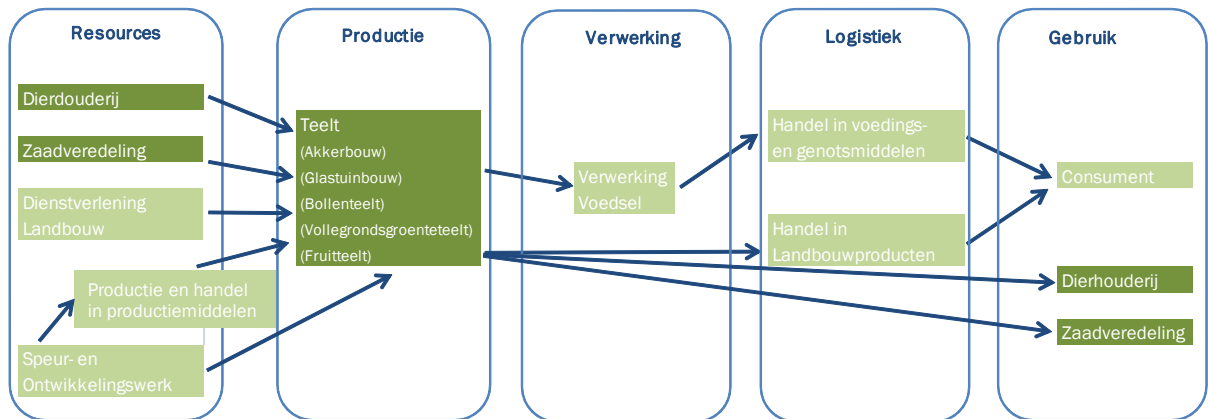 Resources
Dierdouderij
Zaadveredeling
Dienstverlening
Landbouw
Productie en handel
in productiemiddelen
Speur- en
Ontwikkelingswerk
Productie
Teelt
(Akkerbouw)
(Glastuinbouw)
(Bollenteelt)
(Vollegrondsgroenteteelt)
(Fruitteelt)
Verwerking
Verwerking
Voedsel
Logistiek
Handel in voedings-
en genotsmiddelen
Handel in
Landbouwproducten
Gebruik
Consument
Dierhouderij
Zaadveredeling